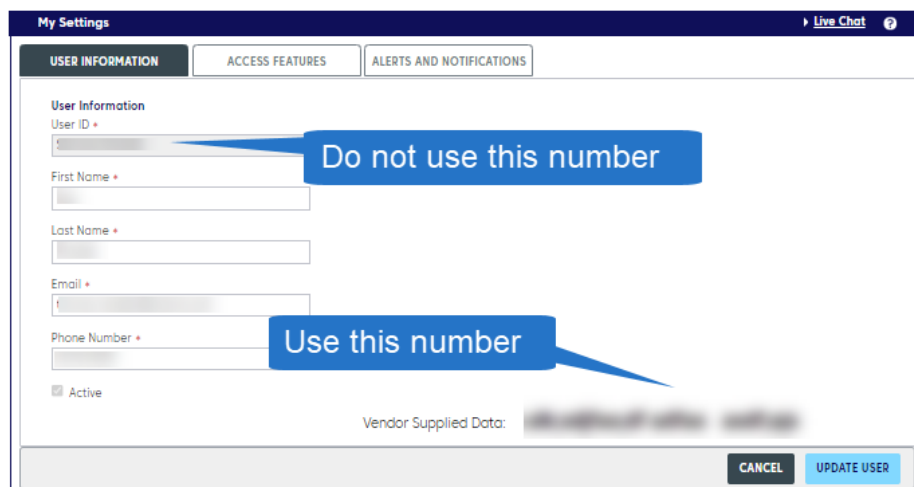 My Settings
Live Chat ?
USER INFORMATION ACCESS FEATURES ALERTS AND NOTIFICATIONS
User Information
User ID *
Do not use this number
First Name *
Last Name *
Email *
Phone Number *
Use this number
Active
Vendor Supplied Data:
CANCEL UPDATE USER